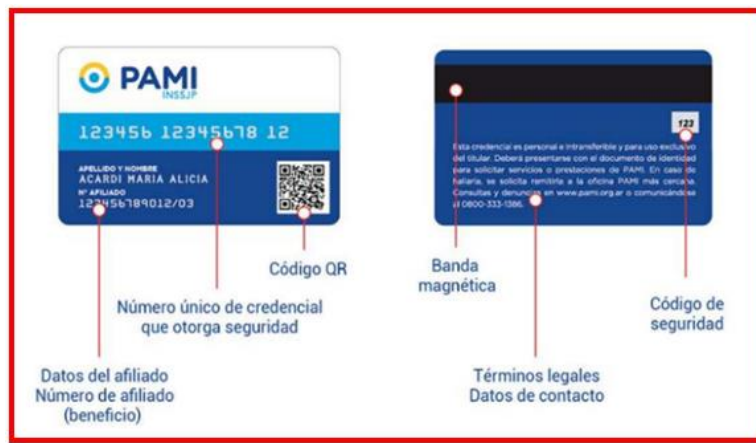 PAMI
INSSJP
123456 12345678 12
APELLIDO Y NOMBRE
ACARDI MARIA ALICIA
N° AFILIADO
123456789012/03
Código QR
Número único de credencial
que otorga seguridad
Datos del afiliado
Número de afiliado
(beneficio)
123
Esta credencial es personal e intransferible y para uso exclusivo
del titular. Deberá presentarse con el documento de identidad
para solicitar servicios o prestaciones de PAMI. En caso de
hallarla, se solicita remitirla a la oficina PAMI más cercana.
Consultas y denuncias en www.pami.org.ar o comunicándose
al 0800-333-1386.
Banda
magnética
Código de
seguridad
Términos legales
Datos de contacto